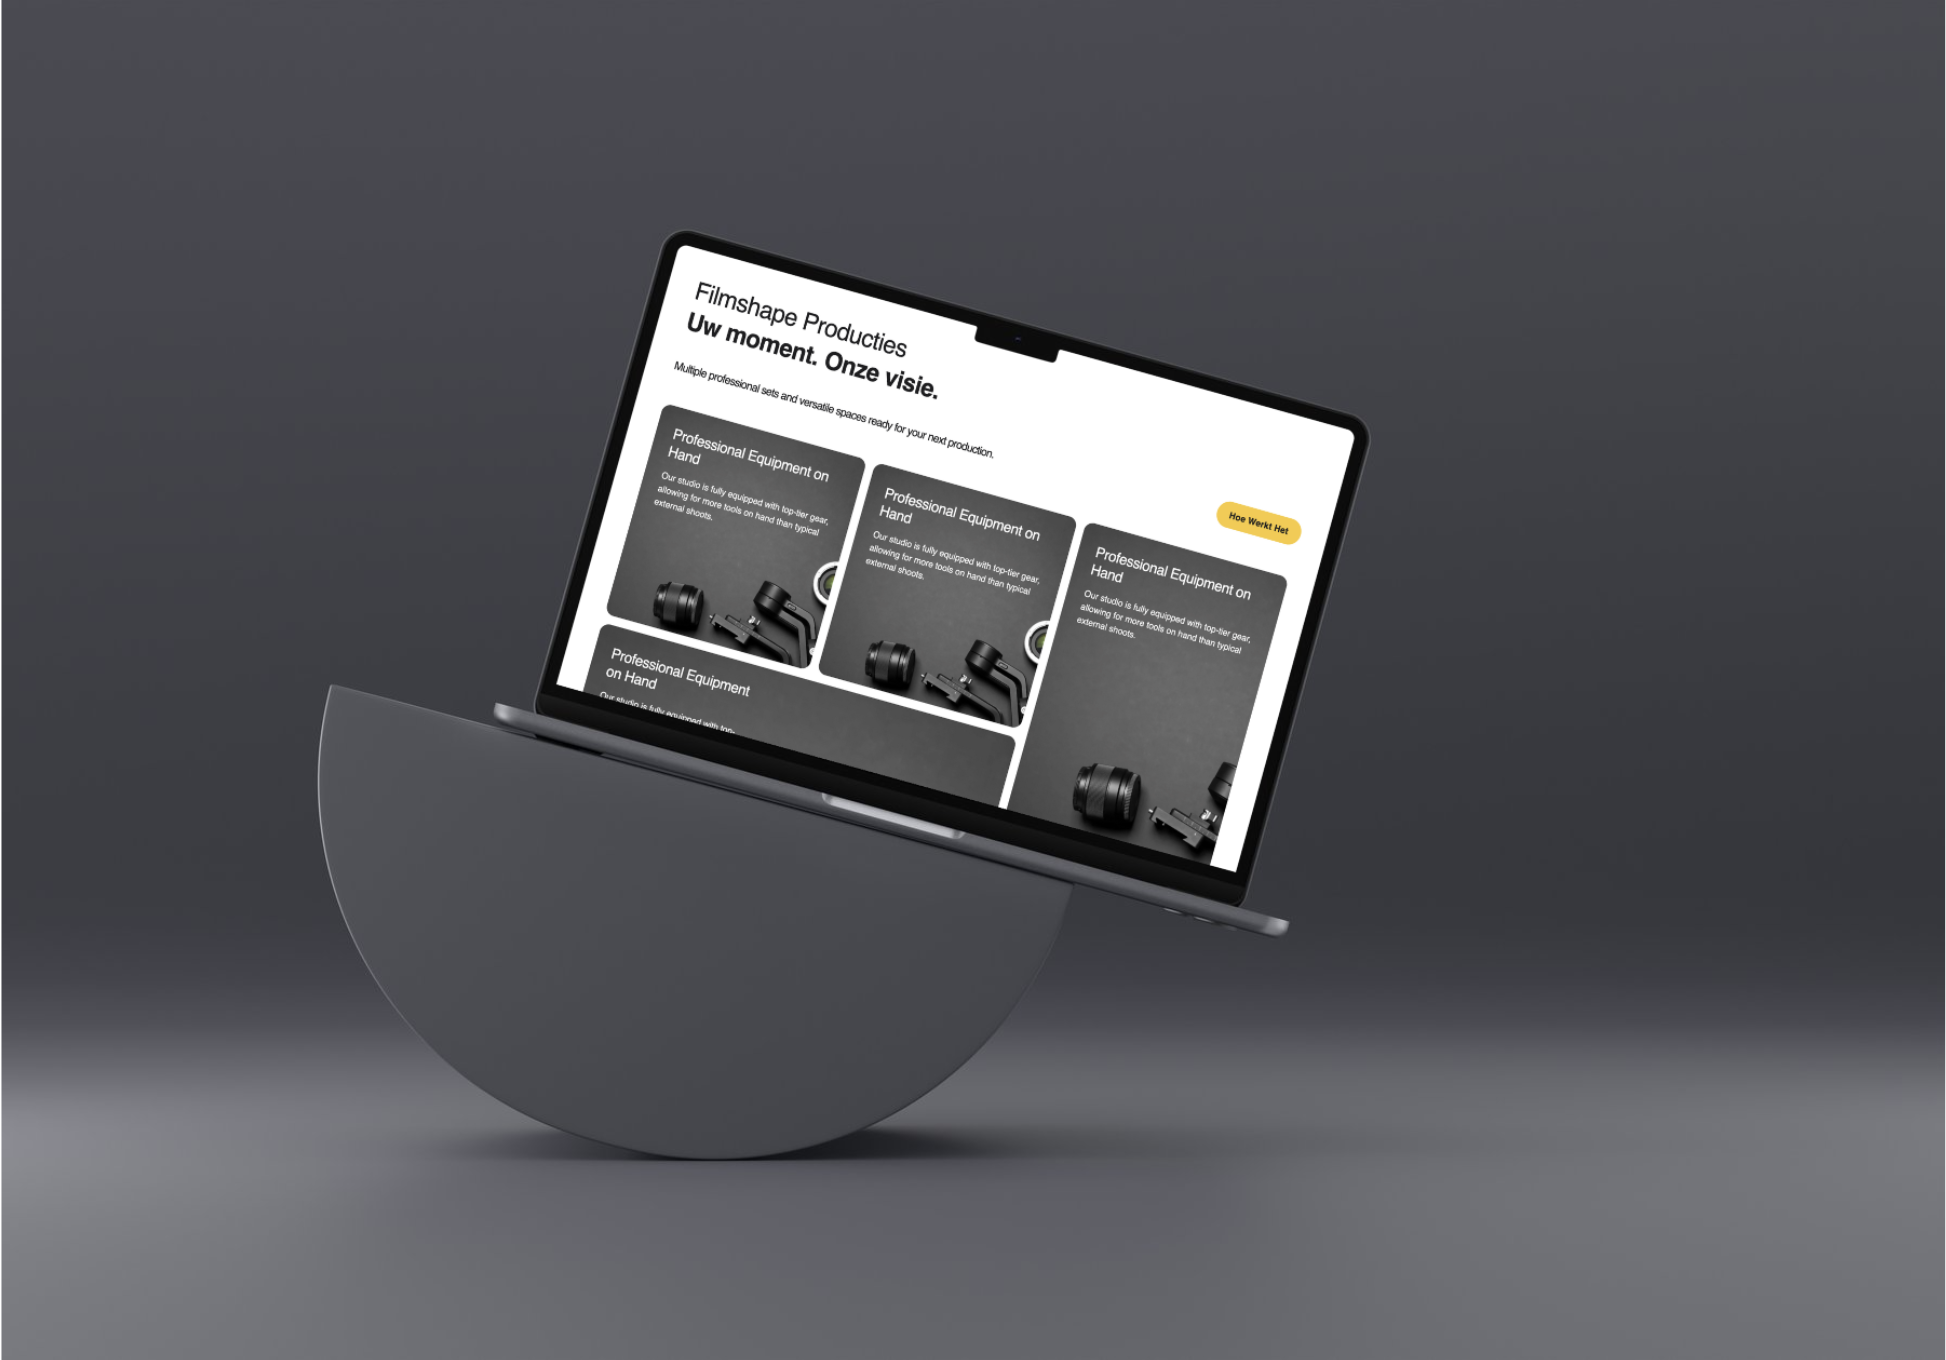 Filmshape Producties
Uw moment. Onze visie.
Multiple professional sets and versatile spaces ready for your next production.
Hoe Werkt Het
Professional Equipment on
Hand
Our studio is fully equipped with top-tier gear,
allowing for more tools on hand than typical
external shoots.
Professional Equipment on
Hand
Our studio is fully equipped with top-tier gear,
allowing for more tools on hand than typical
external shoots.
Professional Equipment on
Hand
Our studio is fully equipped with top-tier gear,
allowing for more tools on hand than typical
external shoots.
Professional Equipment
on Hand
Our studio is fully equipped with top-